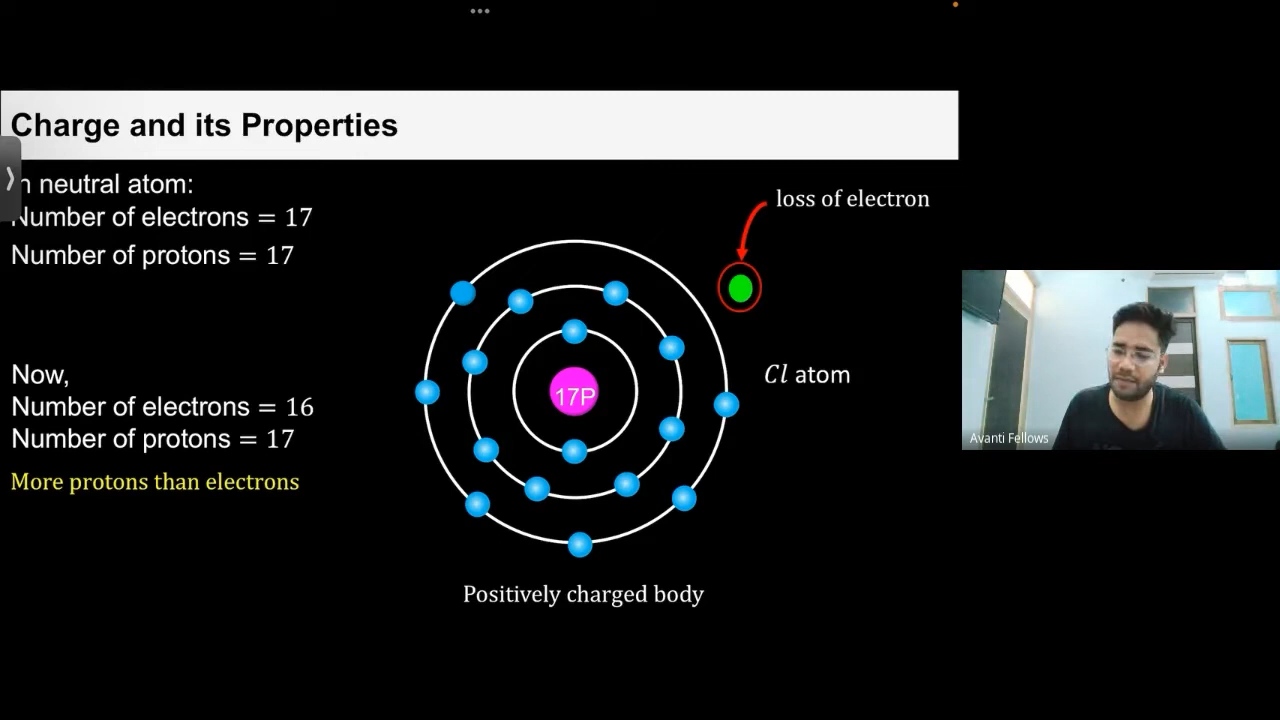 Charge and its Properties
n neutral atom:
Number of electrons = 17
Number of protons = 17
Now,
Number of electrons = 16
Number of protons = 17
More protons than electrons
loss of electron
17P
Cl atom
Positively charged body
Avanti Fellows